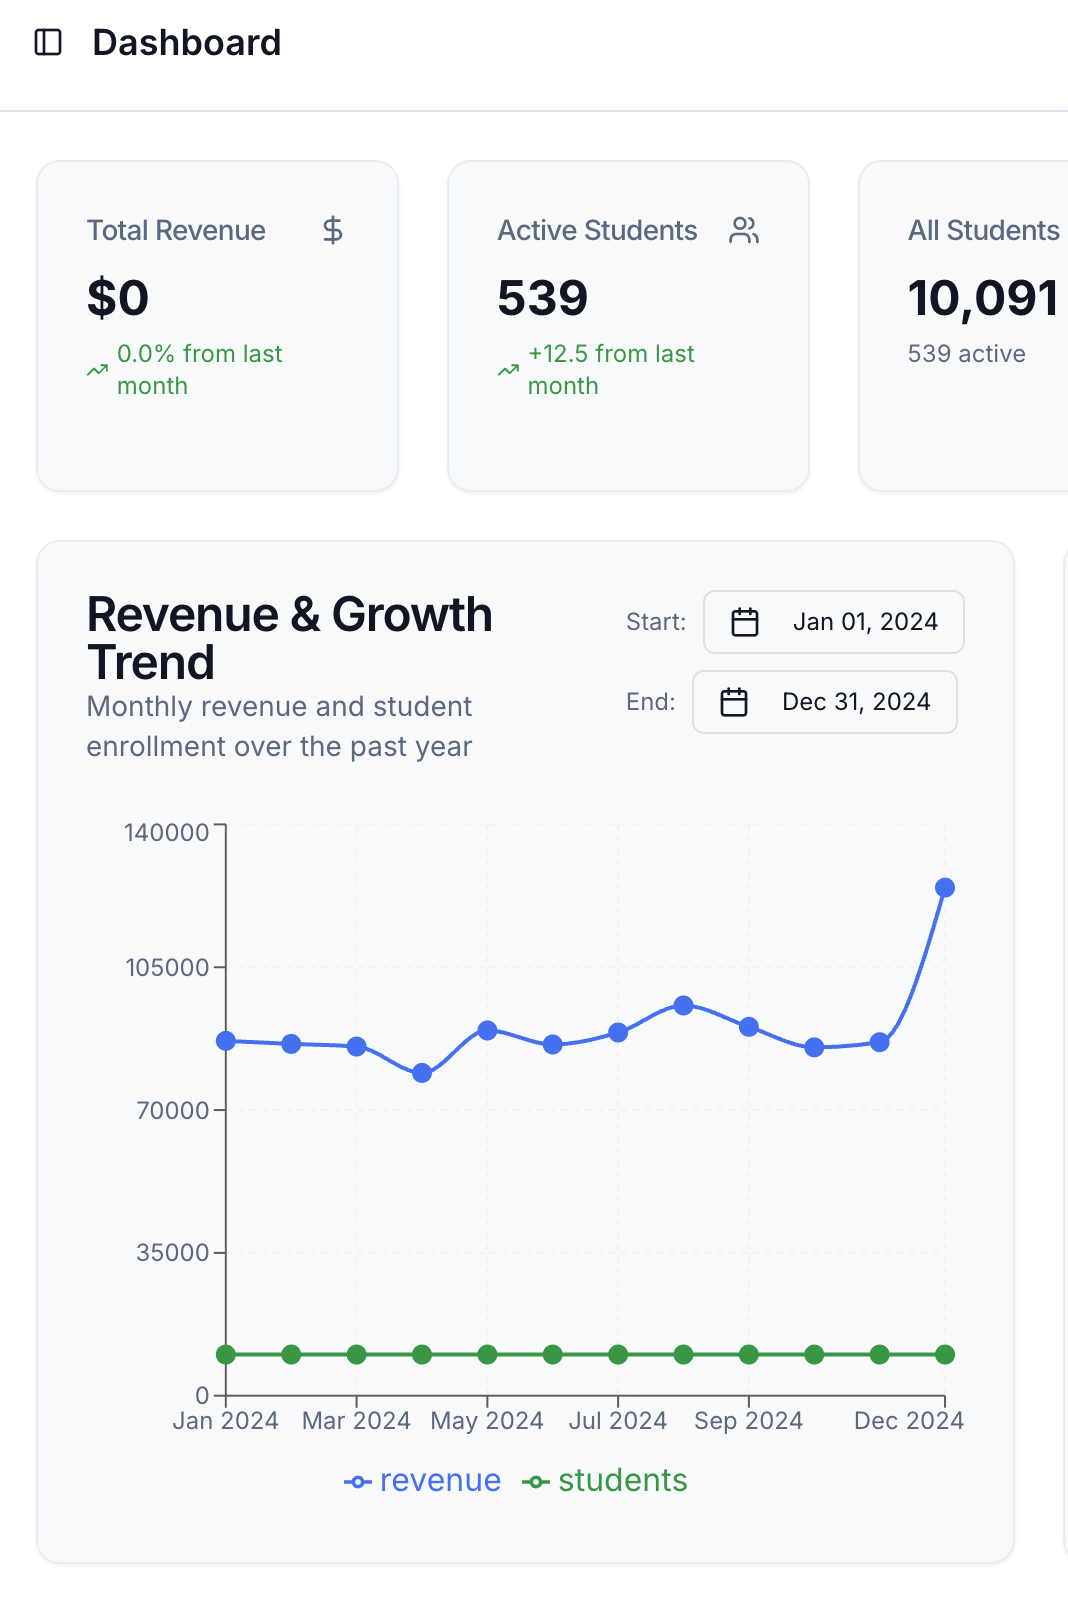 Dashboard
Total Revenue
$0
0.0% from last
month
Active Students
539
+12.5 from last
month
All Students
10,091
539 active
Revenue & Growth
Trend
Monthly revenue and student
enrollment over the past year
Start:
Jan 01, 2024
End:
Dec 31, 2024
140000
105000
70000
35000
0
Jan 2024
Mar 2024
May 2024
Jul 2024
Sep 2024
Dec 2024
revenue
students